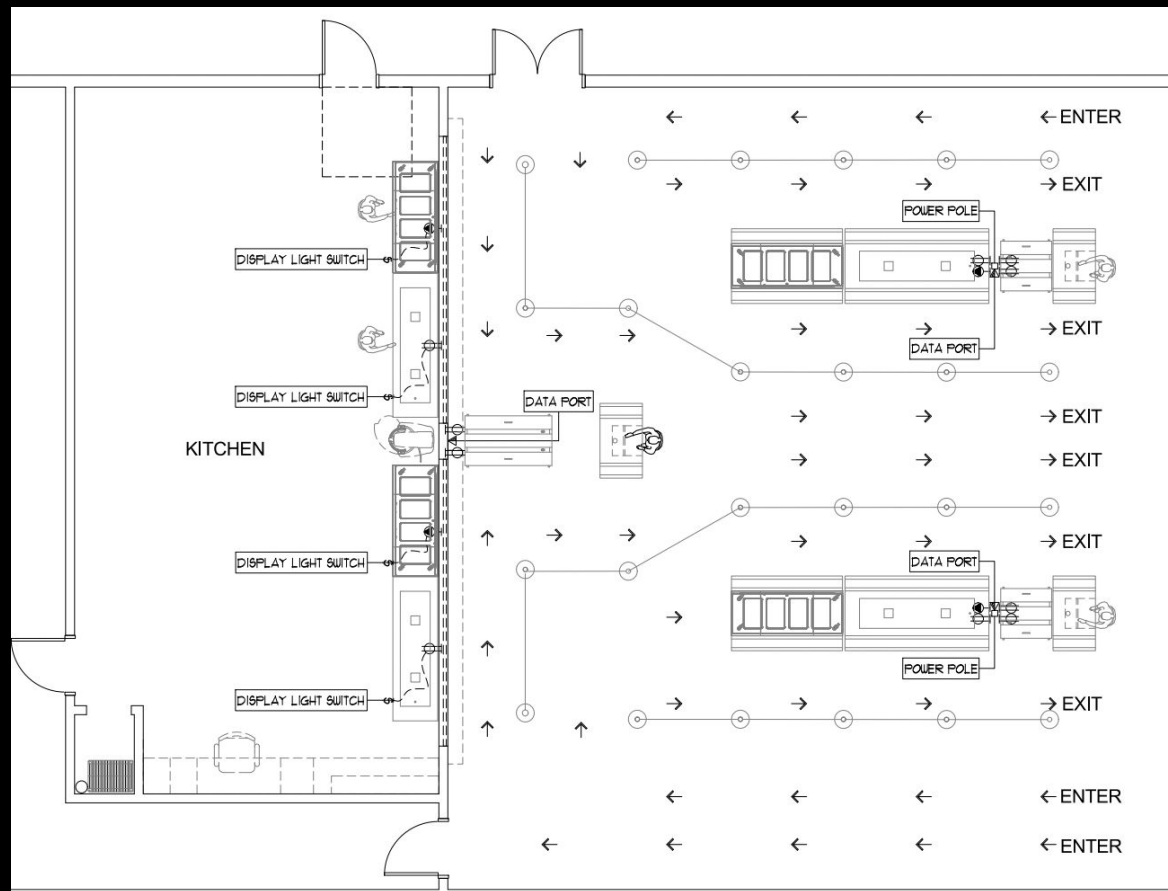 ENTER
EXIT
POWER POLE
DISPLAY LIGHT SWITCH
EXIT
DATA PORT
DISPLAY LIGHT SWITCH
DATA PORT
EXIT
KITCHEN
EXIT
EXIT
DISPLAY LIGHT SWITCH
DATA PORT
POWER POLE
DISPLAY LIGHT SWITCH
EXIT
ENTER
ENTER